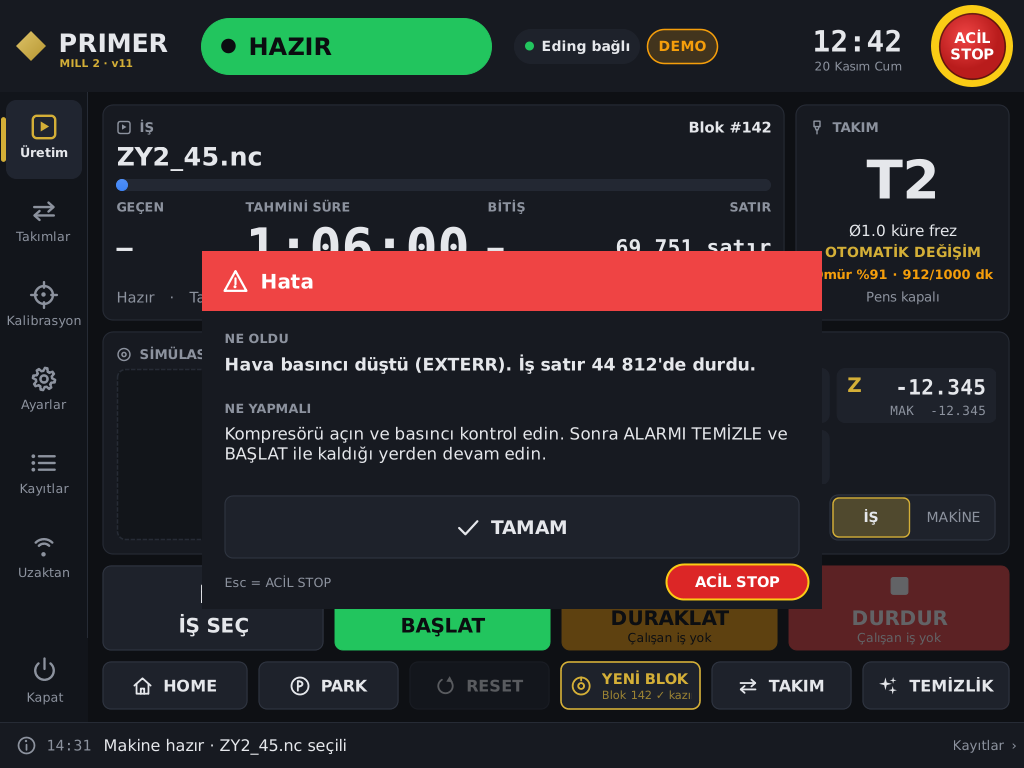 PRIMER
MILL 2 · v11
HAZIR
Eding bağlı
DEMO
12:42
20 Kasım Cum
ACİL
STOP
Üretim
Takımlar
Kalibrasyon
Ayarlar
Kayıtlar
Uzaktan
Kapat
İŞ
Blok #142
ZY2_45.nc
GEÇEN
TAHMİNİ SÜRE
BİTİŞ
SATIR
–
1:06:00
–
69 751 satır
Hazır ·
TAKIM
T2
Ø1.0 küre frez
OTOMATİK DEĞİŞİM
%91 · 912/1000 dk
Pens kapalı
Hata
NE OLDU
Hava basıncı düştü (EXTERR). İş satır 44 812'de durdu.
NE YAPMALI
Kompresörü açın ve basıncı kontrol edin. Sonra ALARMI TEMİZLE ve
BAŞLAT ile kaldığı yerden devam edin.
TAMAM
Esc = ACİL STOP
ACİL STOP
Z -12.345
MAK -12.345
İŞ
MAKİNE
İŞ SEÇ
BAŞLAT
DURAKLAT
Çalışan iş yok
DURDUR
Çalışan iş yok
HOME
PARK
RESET
YENİ BLOK
Blok 142 ✓ kazı
TAKIM
TEMİZLİK
14:31 Makine hazır · ZY2_45.nc seçili
Kayıtlar ›